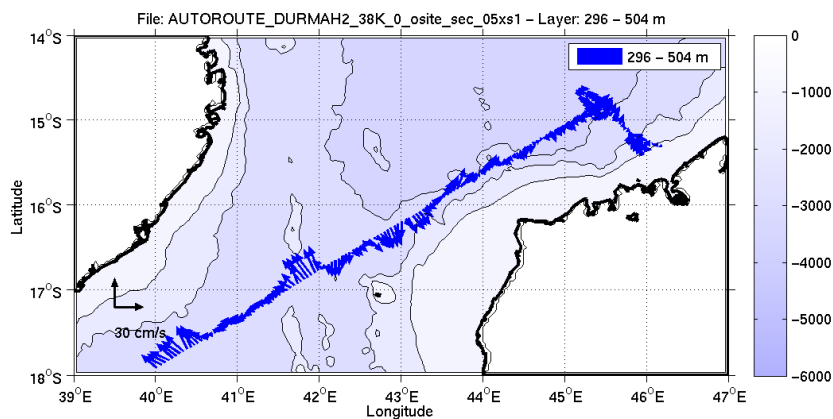 File: AUTOROUTE_DURMAH2_38K_0_osite_sec_05xs1 – Layer: 296 – 504 m
296 – 504 m
14°S
15°S
16°S
17°S
18°S
Latitude
30 cm/s
39°E 40°E 41°E 42°E 43°E 44°E 45°E 46°E 47°E
Longitude
0
−1000
−2000
−3000
−4000
−5000
−6000